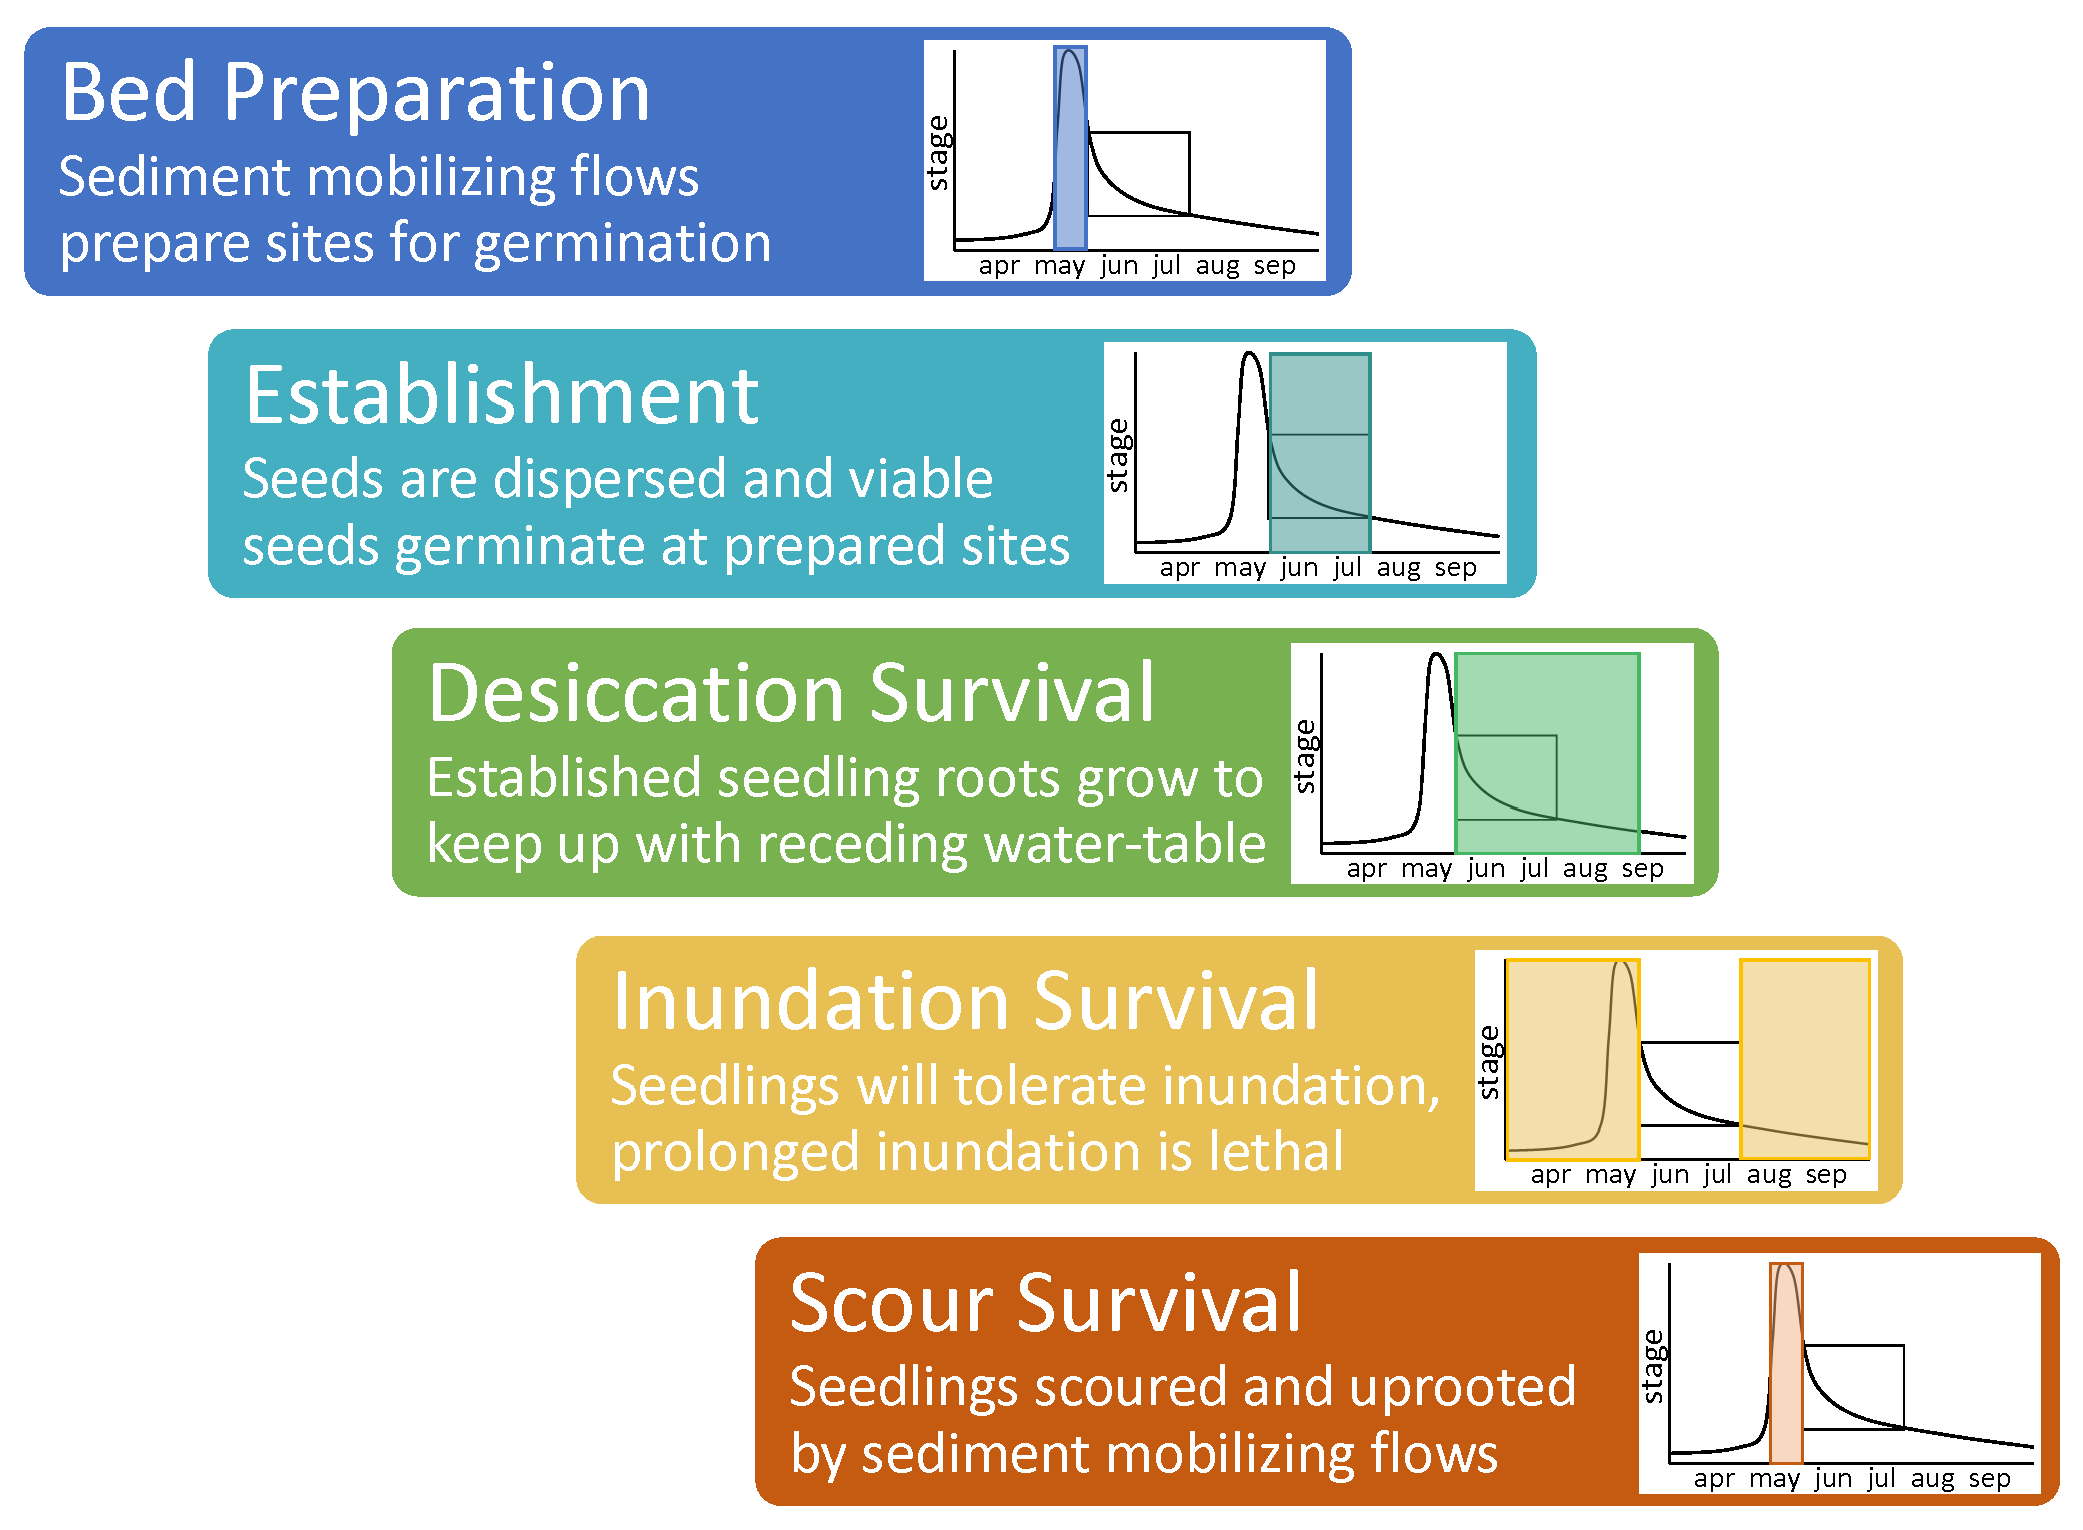 Bed Preparation
Sediment mobilizing flows
prepare sites for germination
stage
apr may jun jul aug sep
Establishment
Seeds are dispersed and viable
seeds germinate at prepared sites
stage
apr may jun jul aug sep
Desiccation Survival
Established seedling roots grow to
keep up with receding water-table
stage
apr may jun jul aug sep
Inundation Survival
Seedlings will tolerate inundation,
prolonged inundation is lethal
stage
apr may jun jul aug sep
Scour Survival
Seedlings scoured and uprooted
by sediment mobilizing flows
stage
apr may jun jul aug sep